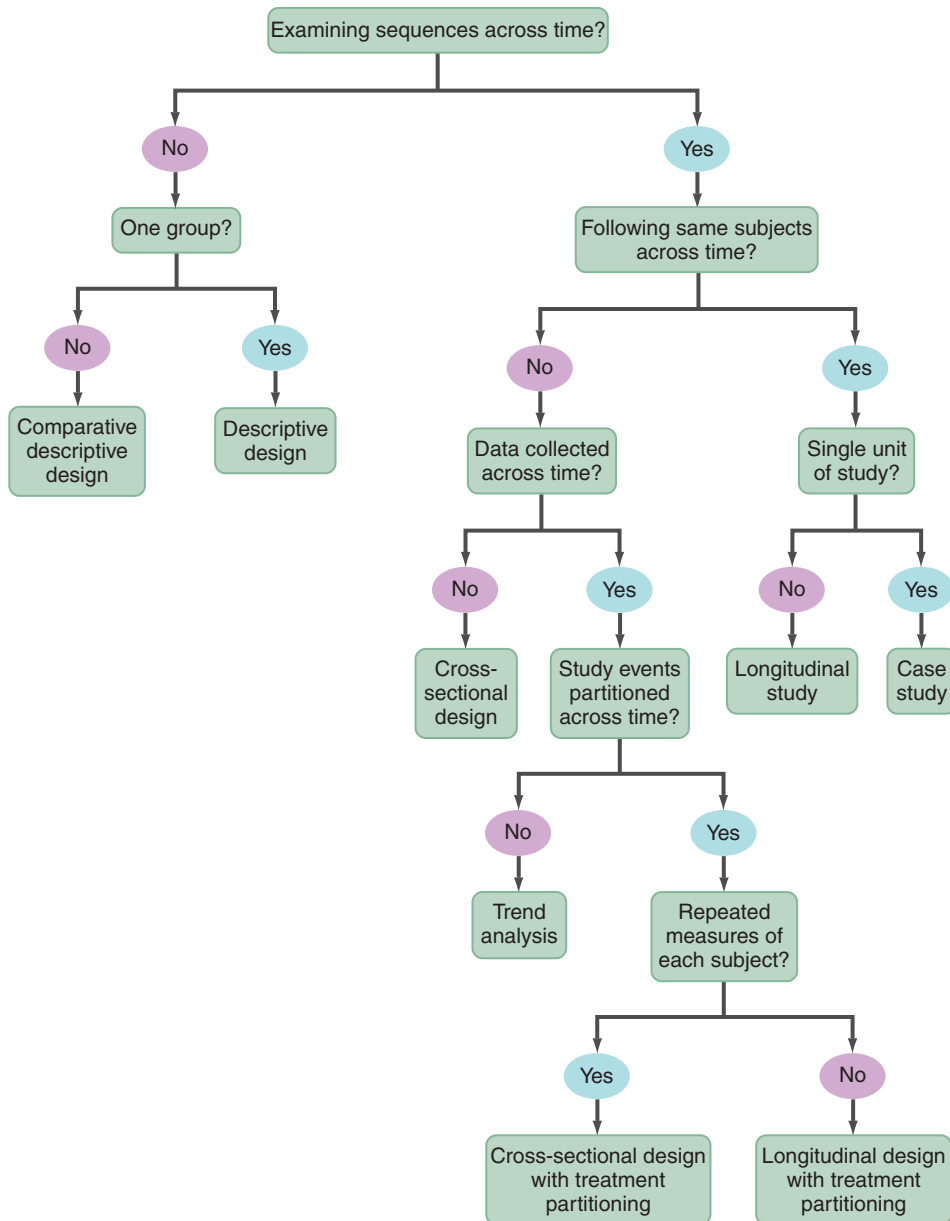 Examining sequences across time?
No
Yes
One group?
Following same subjects
across time?
No
Yes
No
Yes
Comparative
descriptive
design
Descriptive
design
Data collected
across time?
Single unit
of study?
No
Yes
No
Yes
Cross-
sectional
design
Study events
partitioned
across time?
Longitudinal
study
Case
study
No
Yes
Trend
analysis
Repeated
measures of
each subject?
Yes
No
Cross-sectional design
with treatment
partitioning
Longitudinal design
with treatment
partitioning